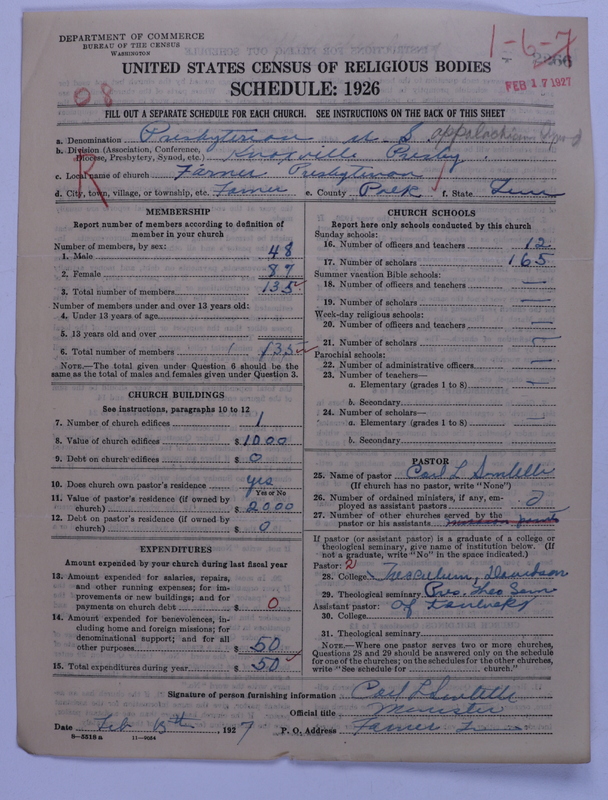 DEPARTMENT OF COMMERCE
BUREAU OF THE CENSUS
WASHINGTON
1-6-7
FEB 17 1927
UNITED STATES CENSUS OF RELIGIOUS BODIES
SCHEDULE: 1926
08
FILL OUT A SEPARATE SCHEDULE FOR EACH CHURCH. SEE INSTRUCTIONS ON THE BACK OF THIS SHEET
a. Denomination Presbyterian U S Appalachian Synod
b. Division (Association, Conference, Diocese, Presbytery, Synod, etc.) Knoxville Presby.
c. Local name of church Farner Presbyterian
d. City, town, village, or township, etc. Farner e. County Polk f. State Tenn
R
MEMBERSHIP
Report number of members according to definition of member in your church
Number of members, by sex:
1. Male 48
2. Female 87
3. Total number of members 135
Number of members under and over 13 years old:
4. Under 13 years of age
5. 13 years old and over
6. Total number of members 135
NOTE.—The total given under Question 6 should be the same as the total of males and females given under Question 3.
CHURCH BUILDINGS
See instructions, paragraphs 10 to 12
7. Number of church edifices 1
8. Value of church edifices $ 1000
9. Debt on church edifices $ 0
10. Does church own pastor's residence yes
Yes or No
11. Value of pastor's residence (if owned by church) $ 2000
12. Debt on pastor's residence (if owned by church) $ 0
EXPENDITURES
Amount expended by your church during last fiscal year
13. Amount expended for salaries, repairs, and other running expenses; for improvements or new buildings; and for payments on church debt $ 0
14. Amount expended for benevolences, including home and foreign missions; for denominational support; and for all other purposes $ 50
15. Total expenditures during year $ 50
CHURCH SCHOOLS
Report here only schools conducted by this church
Sunday schools:
16. Number of officers and teachers 12
17. Number of scholars 165
Summer vacation Bible schools:
18. Number of officers and teachers —
19. Number of scholars —
Week-day religious schools:
20. Number of officers and teachers —
21. Number of scholars —
Parochial schools:
22. Number of administrative officers —
23. Number of teachers—
a. Elementary (grades 1 to 8) —
b. Secondary
24. Number of scholars—
a. Elementary (grades 1 to 8) —
b. Secondary
PASTOR
25. Name of pastor Carl L
(If church has no pastor, write "None")
26. Number of ordained ministers, if any, employed as assistant pastors 0
27. Number of other churches served by the pastor or his assistants mission points
If pastor (or assistant pastor) is a graduate of a college or theological seminary, give name of institution below. (If not a graduate, write "No" in the place indicated.)
Pastor: 2
28. College Tusculum, Davidson
29. Theological seminary Pres. Theo Sem
Assistant pastor: of Kentucky
30. College
31. Theological seminary
NOTE.—Where one pastor serves two or more churches, Questions 28 and 29 should be answered only on the schedule for one of the churches; on the schedules for the other churches, write "See schedule for church."
Signature of person furnishing information Carl L
Official title Minister
Date Feb 15th, 1927 P. O. Address Farner Tenn
8-5518 a 11-9054